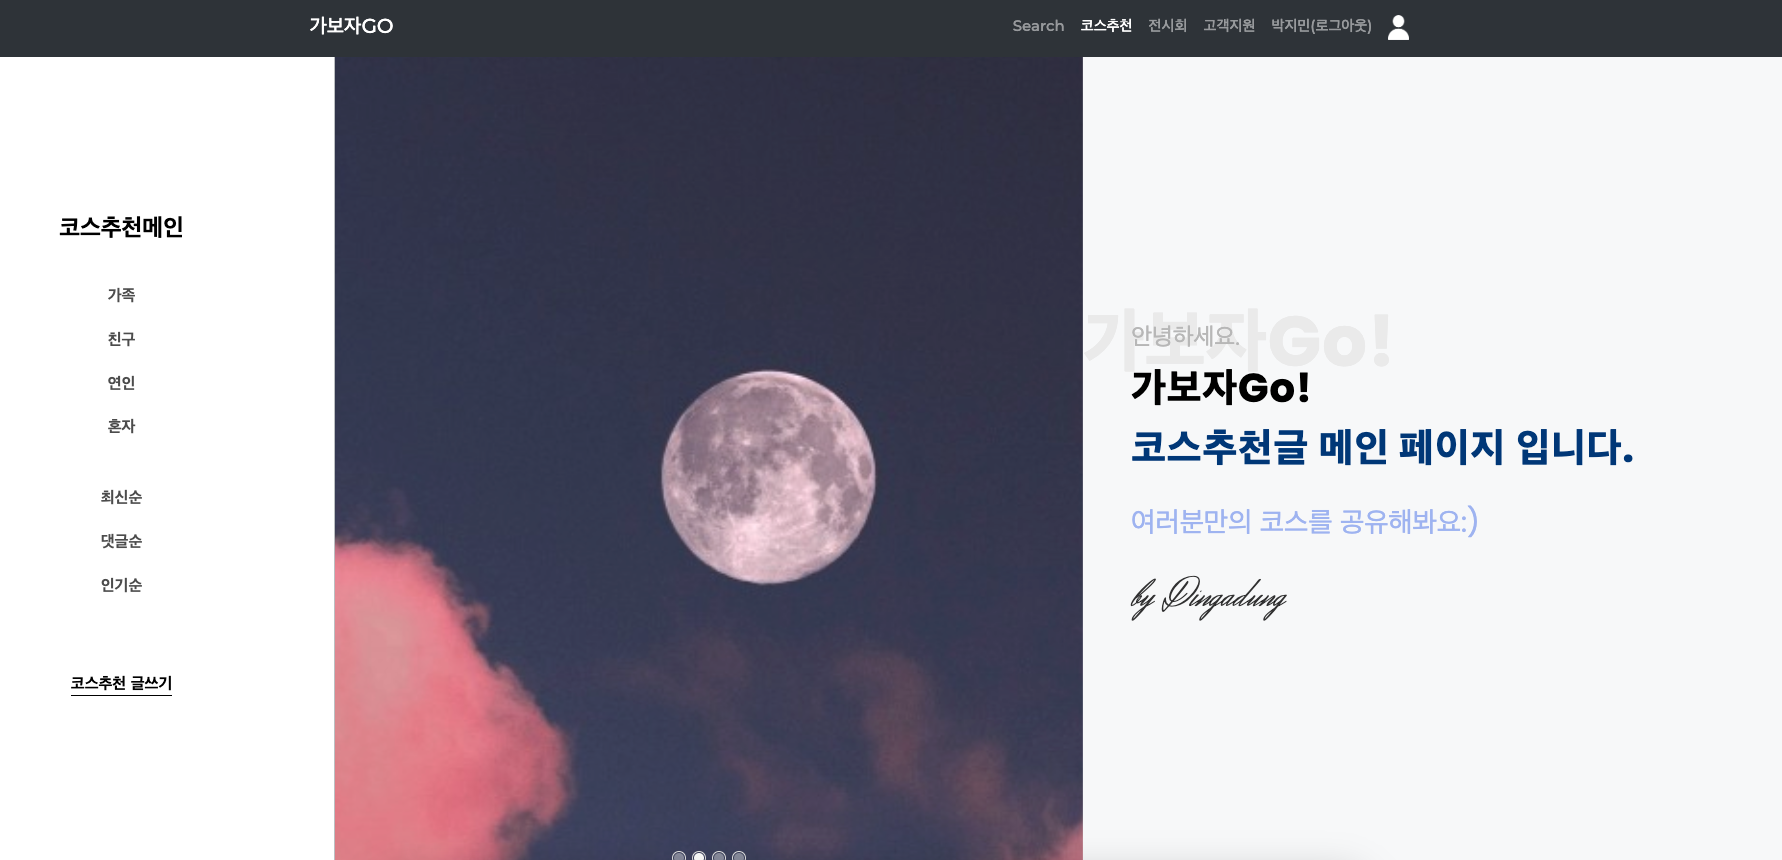 가보자GO
Search 코스추천 전시회 고객지원 박지민(로그아웃)
코스추천메인
가족
친구
연인
혼자
최신순
댓글순
인기순
코스추천 글쓰기
가보자Go!
안녕하세요.
가보자Go!
코스추천글 메인 페이지 입니다.
여러분만의 코스를 공유해봐요:)
by Dingadung